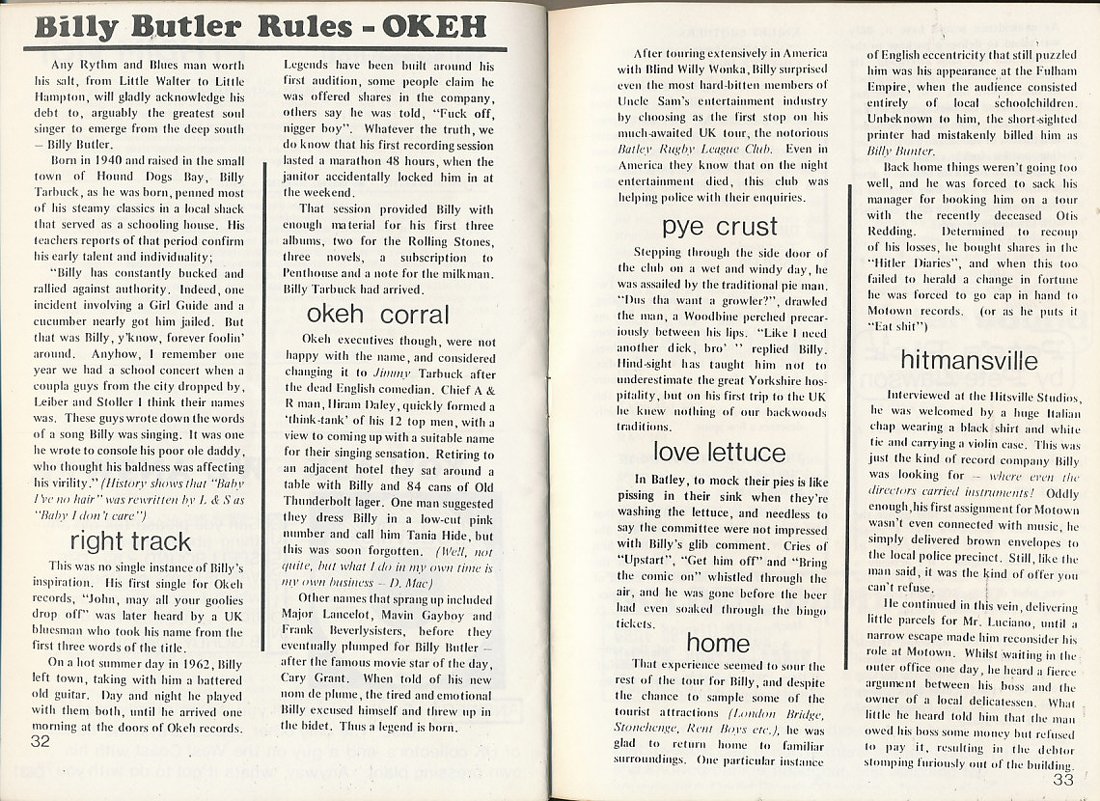 Billy Butler Rules - OKEH
Any Rythm and Blues man worth
his salt, from Little Walter to Little
Hampton, will gladly acknowledge his
debt to, arguably the greatest soul
singer to emerge from the deep south
– Billy Butler.
Born in 1940 and raised in the small
town of Hound Dogs Bay, Billy
Tarbuck, as he was born, penned most
of his steamy classics in a local shack
that served as a schooling house. His
teachers reports of that period confirm
his early talent and individuality;
"Billy has constantly bucked and
rallied against authority. Indeed, one
incident involving a Girl Guide and a
cucumber nearly got him jailed. But
that was Billy, y'know, forever foolin'
around. Anyhow, I remember one
year we had a school concert when a
coupla guys from the city dropped by,
Leiber and Stoller I think their names
was. These guys wrote down the words
of a song Billy was singing. It was one
he wrote to console his poor ole daddy,
who thought his baldness was affecting
his virility." (History shows that "Baby
I've no hair" was rewritten by L & S as
"Baby I don't care")
right track
This was no single instance of Billy's
inspiration. His first single for Okeh
records, "John, may all your goolies
drop off" was later heard by a UK
bluesman who took his name from the
first three words of the title.
On a hot summer day in 1962, Billy
left town, taking with him a battered
old guitar. Day and night he played
with them both, until he arrived one
morning at the doors of Okeh records.
32
Legends have been built around his
first audition, some people claim he
was offered shares in the company,
others say he was told, "Fuck off,
nigger boy". Whatever the truth, we
do know that his first recording session
lasted a marathon 48 hours, when the
janitor accidentally locked him in at
the weekend.
That session provided Billy with
enough material for his first three
albums, two for the Rolling Stones,
three novels, a subscription to
Penthouse and a note for the milkman.
Billy Tarbuck had arrived.
okeh corral
Okeh executives though, were not
happy with the name, and considered
changing it to Jimmy Tarbuck after
the dead English comedian. Chief A &
R man, Hiram Daley, quickly formed a
'think-tank' of his 12 top men, with a
view to coming up with a suitable name
for their singing sensation. Retiring to
an adjacent hotel they sat around a
table with Billy and 84 cans of Old
Thunderbolt lager. One man suggested
they dress Billy in a low-cut pink
number and call him Tania Hide, but
this was soon forgotten. (Well, not
quite, but what I do in my own time is
my own business – D. Mac)
Other names that sprang up included
Major Lancelot, Mavin Gayboy and
Frank Beverlysisters, before they
eventually plumped for Billy Butler –
after the famous movie star of the day,
Cary Grant. When told of his new
nom de plume, the tired and emotional
Billy excused himself and threw up in
the bidet. Thus a legend is born.
After touring extensively in America
with Blind Willy Wonka, Billy surprised
even the most hard-bitten members of
Uncle Sam's entertainment industry
by choosing as the first stop on his
much-awaited UK tour, the notorious
Batley Rugby League Club. Even in
America they know that on the night
entertainment died, this club was
helping police with their enquiries.
pye crust
Stepping through the side door of
the club on a wet and windy day, he
was assailed by the traditional pie man.
"Dus tha want a growler?", drawled
the man, a Woodbine perched precar-
iously between his lips. "Like I need
another dick, bro' " replied Billy.
Hind-sight has taught him not to
underestimate the great Yorkshire hos-
pitality, but on his first trip to the UK
he knew nothing of our backwoods
traditions.
love lettuce
In Batley, to mock their pies is like
pissing in their sink when they're
washing the lettuce, and needless to
say the committee were not impressed
with Billy's glib comment. Cries of
"Upstart", "Get him off" and "Bring
the comic on" whistled through the
air, and he was gone before the beer
had even soaked through the bingo
tickets.
home
That experience seemed to sour the
rest of the tour for Billy, and despite
the chance to sample some of the
tourist attractions (London Bridge,
Stonehenge, Rent Boys etc.), he was
glad to return home to familiar
surroundings. One particular instance
of English eccentricity that still puzzled
him was his appearance at the Fulham
Empire, when the audience consisted
entirely of local schoolchildren.
Unbeknown to him, the short-sighted
printer had mistakenly billed him as
Billy Bunter.
Back home things weren't going too
well, and he was forced to sack his
manager for booking him on a tour
with the recently deceased Otis
Redding. Determined to recoup
of his losses, he bought shares in the
"Hitler Diaries", and when this too
failed to herald a change in fortune
he was forced to go cap in hand to
Motown records. (or as he puts it
"Eat shit")
hitmansville
Interviewed at the Hitsville Studios,
he was welcomed by a huge Italian
chap wearing a black shirt and white
tie and carrying a violin case. This was
just the kind of record company Billy
was looking for – where even the
directors carried instruments! Oddly
enough, his first assignment for Motown
wasn't even connected with music, he
simply delivered brown envelopes to
the local police precinct. Still, like the
man said, it was the kind of offer you
can't refuse.
He continued in this vein, delivering
little parcels for Mr. Luciano, until a
narrow escape made him reconsider his
role at Motown. Whilst waiting in the
outer office one day, he heard a fierce
argument between his boss and the
owner of a local delicatessen. What
little he heard told him that the man
owed his boss some money but refused
to pay it, resulting in the debtor
stomping furiously out of the building.
33